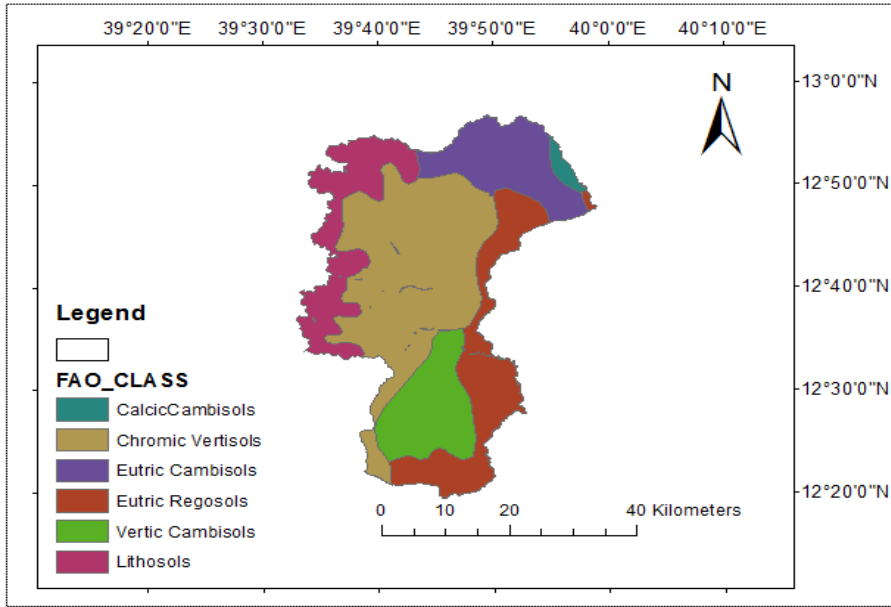 39°20'0"E 39°30'0"E 39°40'0"E 39°50'0"E 40°0'0"E 40°10'0"E
13°0'0"N
N
12°50'0"N
12°40'0"N
12°30'0"N
12°20'0"N
Legend
FAO_CLASS
CalcicCambisols
Chromic Vertisols
Eutric Cambisols
Eutric Regosols
Vertic Cambisols
Lithosols
0 10 20 40 Kilometers